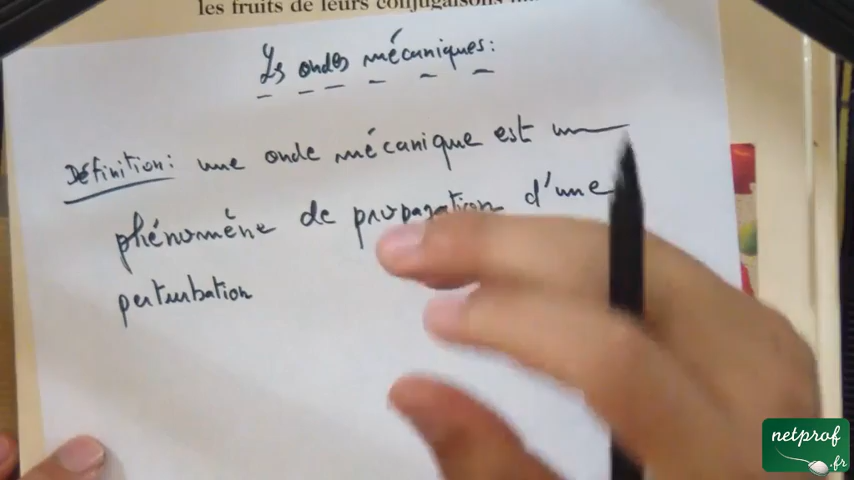 les fruits de leurs conjugaisons
Les ondes mécaniques:
Définition: une onde mécanique est un
phénomène de propagation d'une
perturbation
netprof
.fr